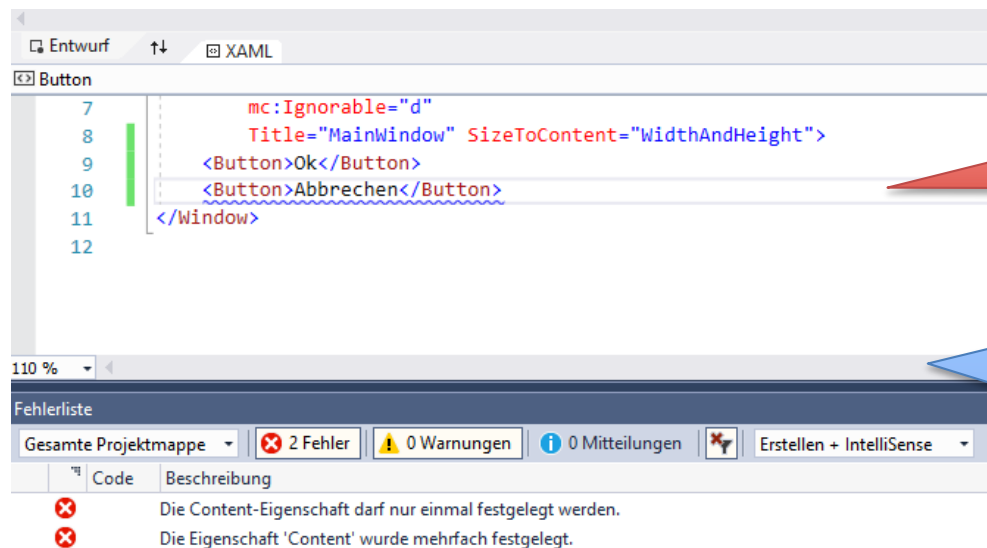 Entwurf XAML
Button
7 mc:Ignorable="d"
8 Title="MainWindow" SizeToContent="WidthAndHeight">
9 <Button>Ok</Button>
10 <Button>Abbrechen</Button>
11 </Window>
12
110 %
Fehlerliste
Gesamte Projektmappe 2 Fehler 0 Warnungen 0 Mitteilungen Erstellen + IntelliSense
Code Beschreibung
Die Content-Eigenschaft darf nur einmal festgelegt werden.
Die Eigenschaft 'Content' wurde mehrfach festgelegt.